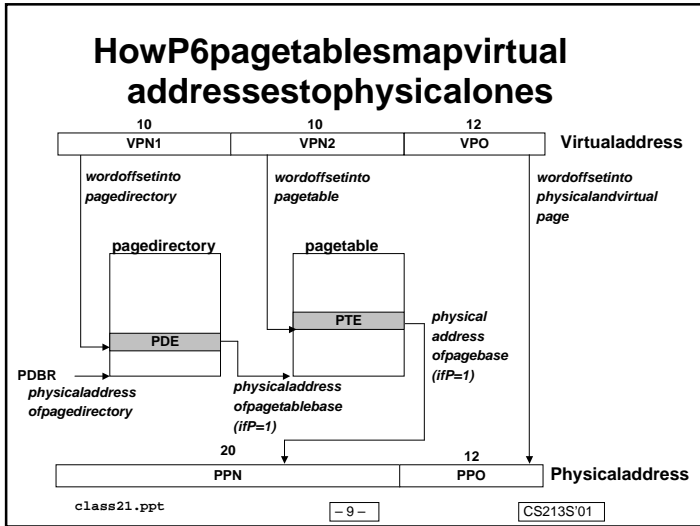 HowP6pagetablesmapvirtual
addressestophysicalones
10
10
12
VPN1
VPN2
VPO
Virtualaddress
wordoffsetinto
pagedirectory
wordoffsetinto
pagetable
wordoffsetinto
physicalandvirtual
page
pagedirectory
pagetable
PDE
PTE
physical
address
ofpagebase
(ifP=1)
PDBR
physicaladdress
ofpagedirectory
physicaladdress
ofpagetablebase
(ifP=1)
20
12
PPN
PPO
Physicaladdress
class21.ppt
– 9 –
CS213S'01